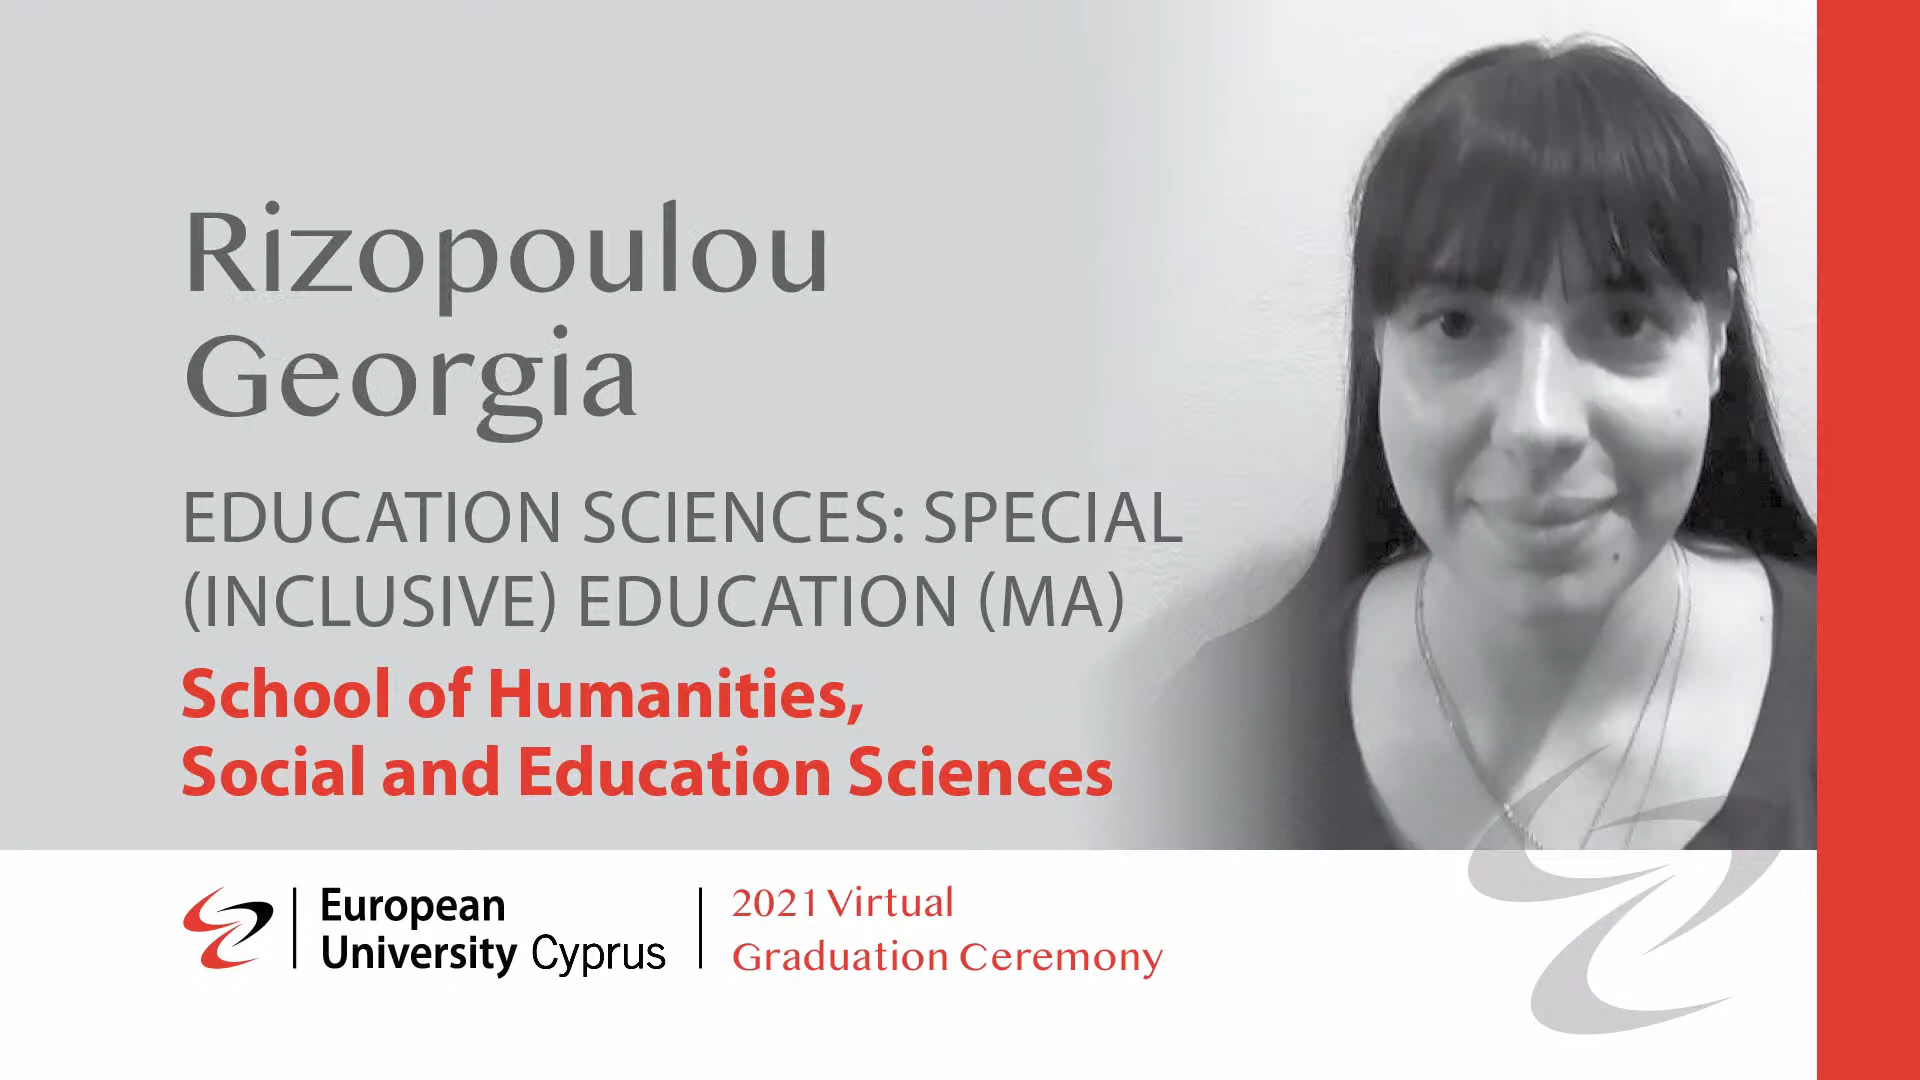 Rizopoulou
Georgia
EDUCATION SCIENCES: SPECIAL
(INCLUSIVE) EDUCATION (MA)
School of Humanities,
Social and Education Sciences
European
University Cyprus
2021 Virtual
Graduation Ceremony